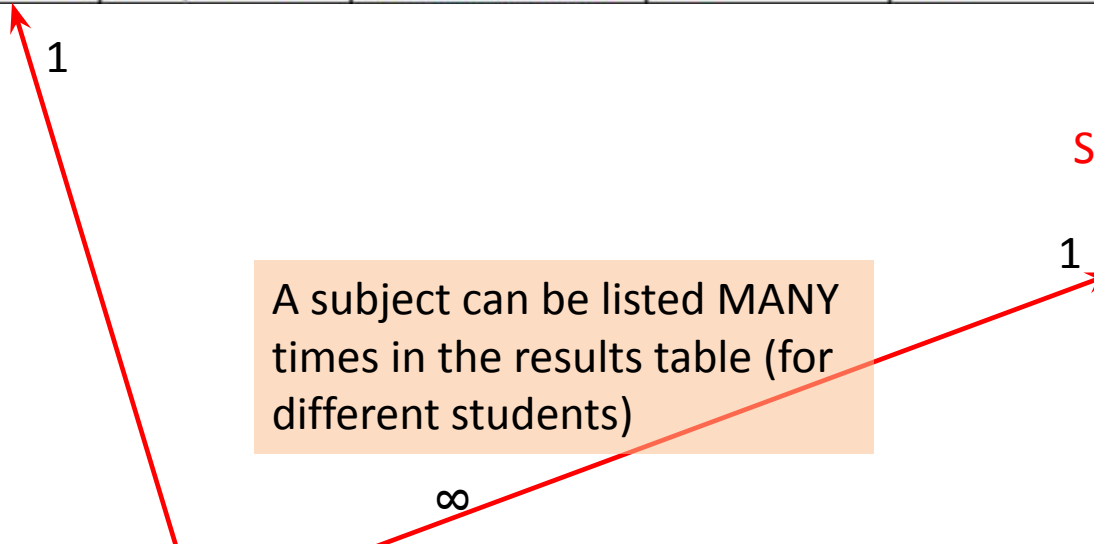 1
S
1
A subject can be listed MANY
times in the results table (for
different students)
∞